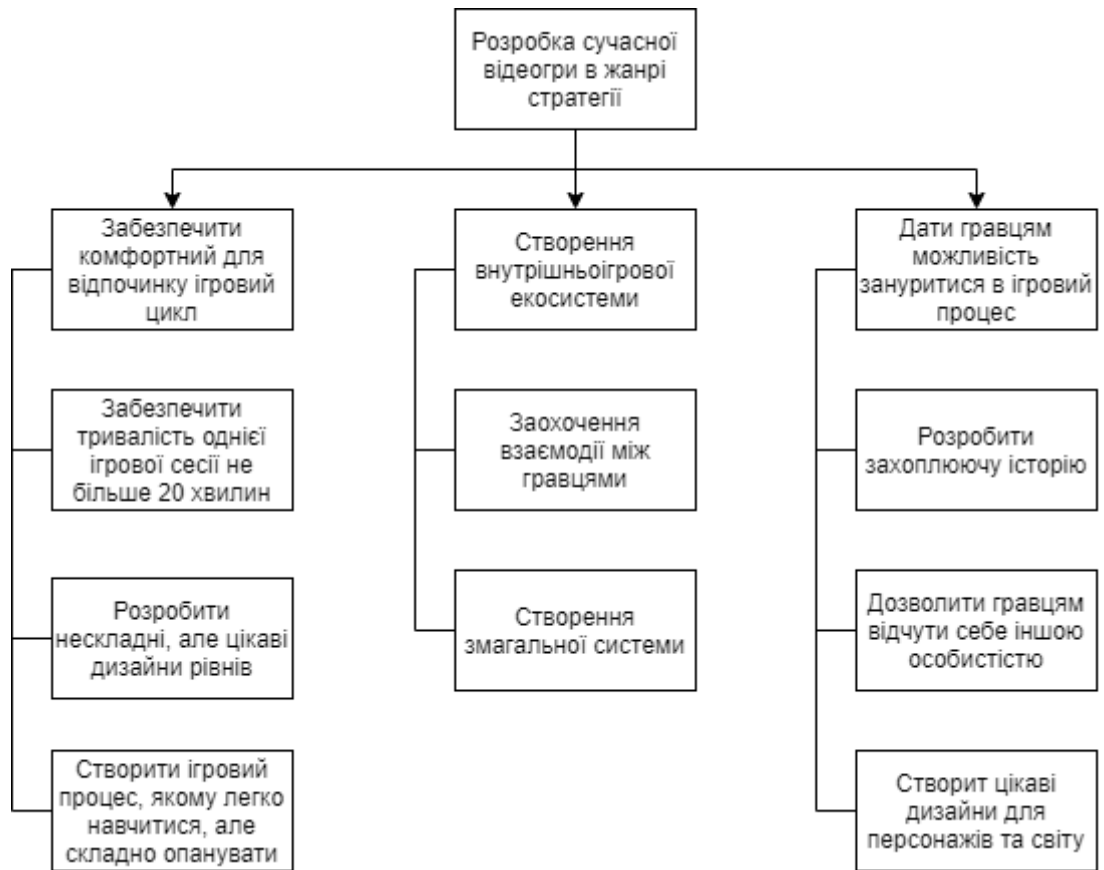 Розробка сучасної
відеогри в жанрі
стратегії
Забезпечити
комфортний для
відпочинку ігровий
цикл
Створення
внутрішньоігрової
екосистеми
Дати гравцям
можливість
зануритися в ігровий
процес
Забезпечити
тривалість однієї
ігрової сесії не
більше 20 хвилин
Заохочення
взаємодії між
гравцями
Розробити
захоплюючу історію
Розробити
нескладні, але цікаві
дизайни рівнів
Створення
змагальної системи
Дозволити гравцям
відчути себе іншою
особистістю
Створити ігровий
процес, якому легко
навчитися, але
складно опанувати
Створит цікаві
дизайни для
персонажів та світу